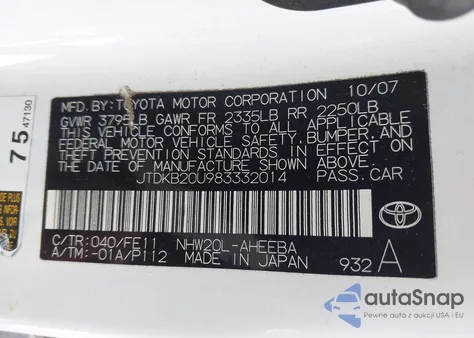 MFD.BY: TOYOTA MOTOR CORPORATION 10/07
GVWR 3795LB GAWR FR 2335LB RR 2250LB
THIS VEHICLE CONFORMS TO ALL APPLICABLE
FEDERAL MOTOR VEHICLE SAFETY, BUMPER, AND
THEFT PREVENTION STANDARDS IN EFFECT ON
THE DATE OF MANUFACTURE SHOWN ABOVE.
JTDKB20U983332014 PASS.CAR
C/TR: 040/FE11 NHW20L-AHEEBA
A/TM: -01A/P112 MADE IN JAPAN 932 A
TOYOTA
75 47130
autoSnap
Pewne auta z aukcji USA i EU